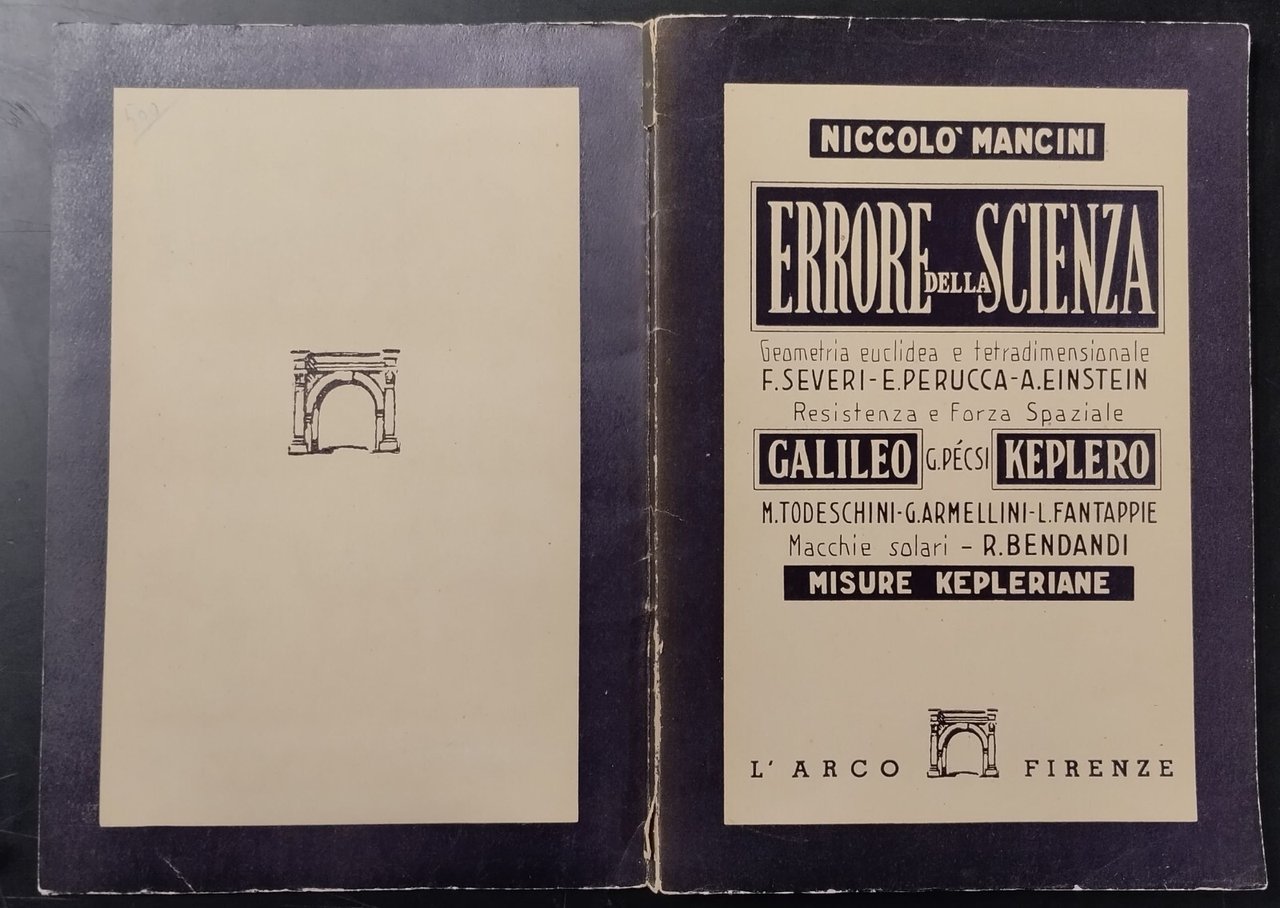 NICCOLO` MANCINI
ERRORE DELLA SCIENZA
Geometria euclidea e tetradimensionale
F. SEVERI - E. PERUCCA - A. EINSTEIN
Resistenza e Forza Spaziale
GALILEO G. PÉCSI KEPLERO
M. TODESCHINI - G. ARMELLINI - L. FANTAPPIE
Macchie solari - R. BENDANDI
MISURE KEPLERIANE
L' ARCO FIRENZE